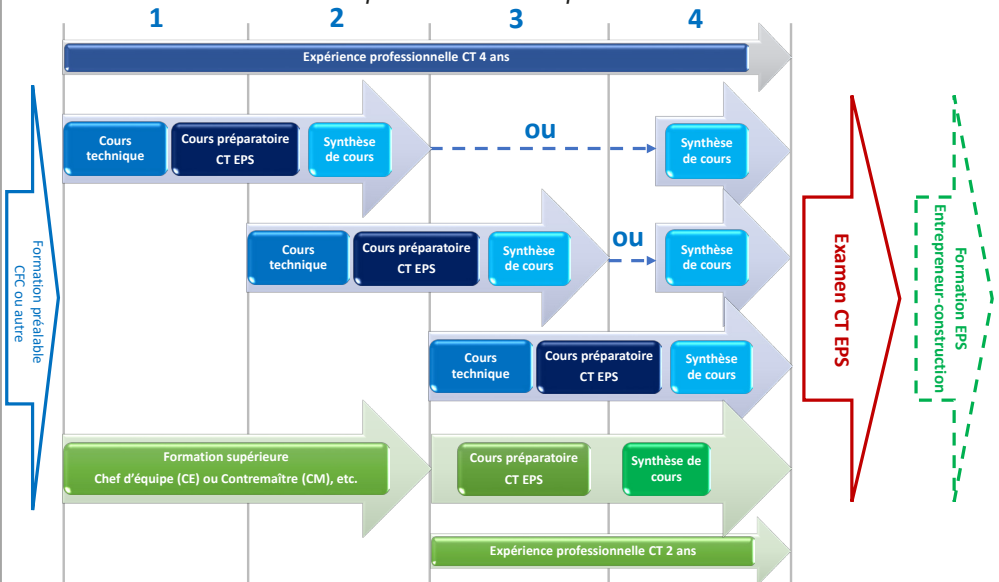 1
2
3
4
Expérience professionnelle CT 4 ans
Cours
technique
Cours préparatoire
CT EPS
Synthèse
de cours
ou
Synthèse
de cours
Cours
technique
Cours préparatoire
CT EPS
Synthèse
de cours
ou
Synthèse
de cours
Cours
technique
Cours préparatoire
CT EPS
Synthèse
de cours
Formation supérieure
Chef d’équipe (CE) ou Contremaître (CM), etc.
Cours préparatoire
CT EPS
Synthèse de
cours
Expérience professionnelle CT 2 ans
Formation préalable
CFC ou autre
Examen CT EPS
Formation EPS
Entrepreneur-construction